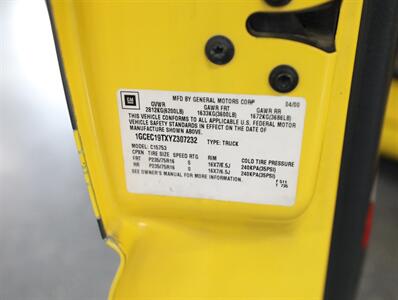 GM
MFD BY GENERAL MOTORS CORP 04/00
GVWR GAWR FRT GAWR RR
2812KG(6200LB) 1633KG(3600LB) 1672KG(3686LB)
THIS VEHICLE CONFORMS TO ALL APPLICABLE U.S. FEDERAL MOTOR
VEHICLE SAFETY STANDARDS IN EFFECT ON THE DATE OF
MANUFACTURE SHOWN ABOVE.
1GCEC19TXYZ307232 TYPE: TRUCK
MODEL: C15753
CPXN TIRE SIZE SPEED RTG RIM COLD TIRE PRESSURE
FRT P235/75R16 S 16X7/6.5J 240KPA(35PSI)
RR P235/75R16 S 16X7/6.5J 240KPA(35PSI)
SEE OWNER'S MANUAL FOR MORE INFORMATION.